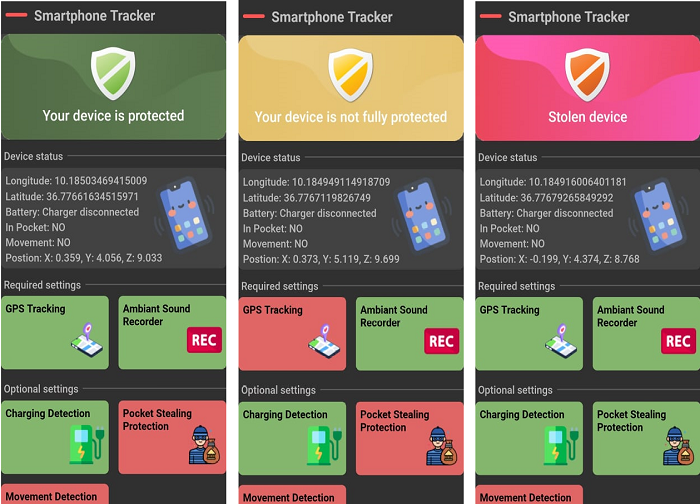 Smartphone Tracker
Your device is protected
Device status
Longitude: 10.18503469415009
Latitude: 36.77661634515971
Battery: Charger disconnected
In Pocket: NO
Movement: NO
Postion: X: 0.359, Y: 4.056, Z: 9.033
Required settings
GPS Tracking
Ambiant Sound
Recorder
REC
Optional settings
Charging Detection
Pocket Stealing
Protection
Movement Detection
Smartphone Tracker
Your device is not fully protected
Device status
Longitude: 10.184949114918709
Latitude: 36.7767119826749
Battery: Charger disconnected
In Pocket: NO
Movement: NO
Postion: X: 0.373, Y: 5.119, Z: 9.699
Required settings
GPS Tracking
Ambiant Sound
Recorder
REC
Optional settings
Charging Detection
Pocket Stealing
Protection
Movement Detection
Smartphone Tracker
Stolen device
Device status
Longitude: 10.184916006401181
Latitude: 36.77679265849292
Battery: Charger disconnected
In Pocket: NO
Movement: NO
Postion: X: -0.199, Y: 4.374, Z: 8.768
Required settings
GPS Tracking
Ambiant Sound
Recorder
REC
Optional settings
Charging Detection
Pocket Stealing
Protection
Movement Detection